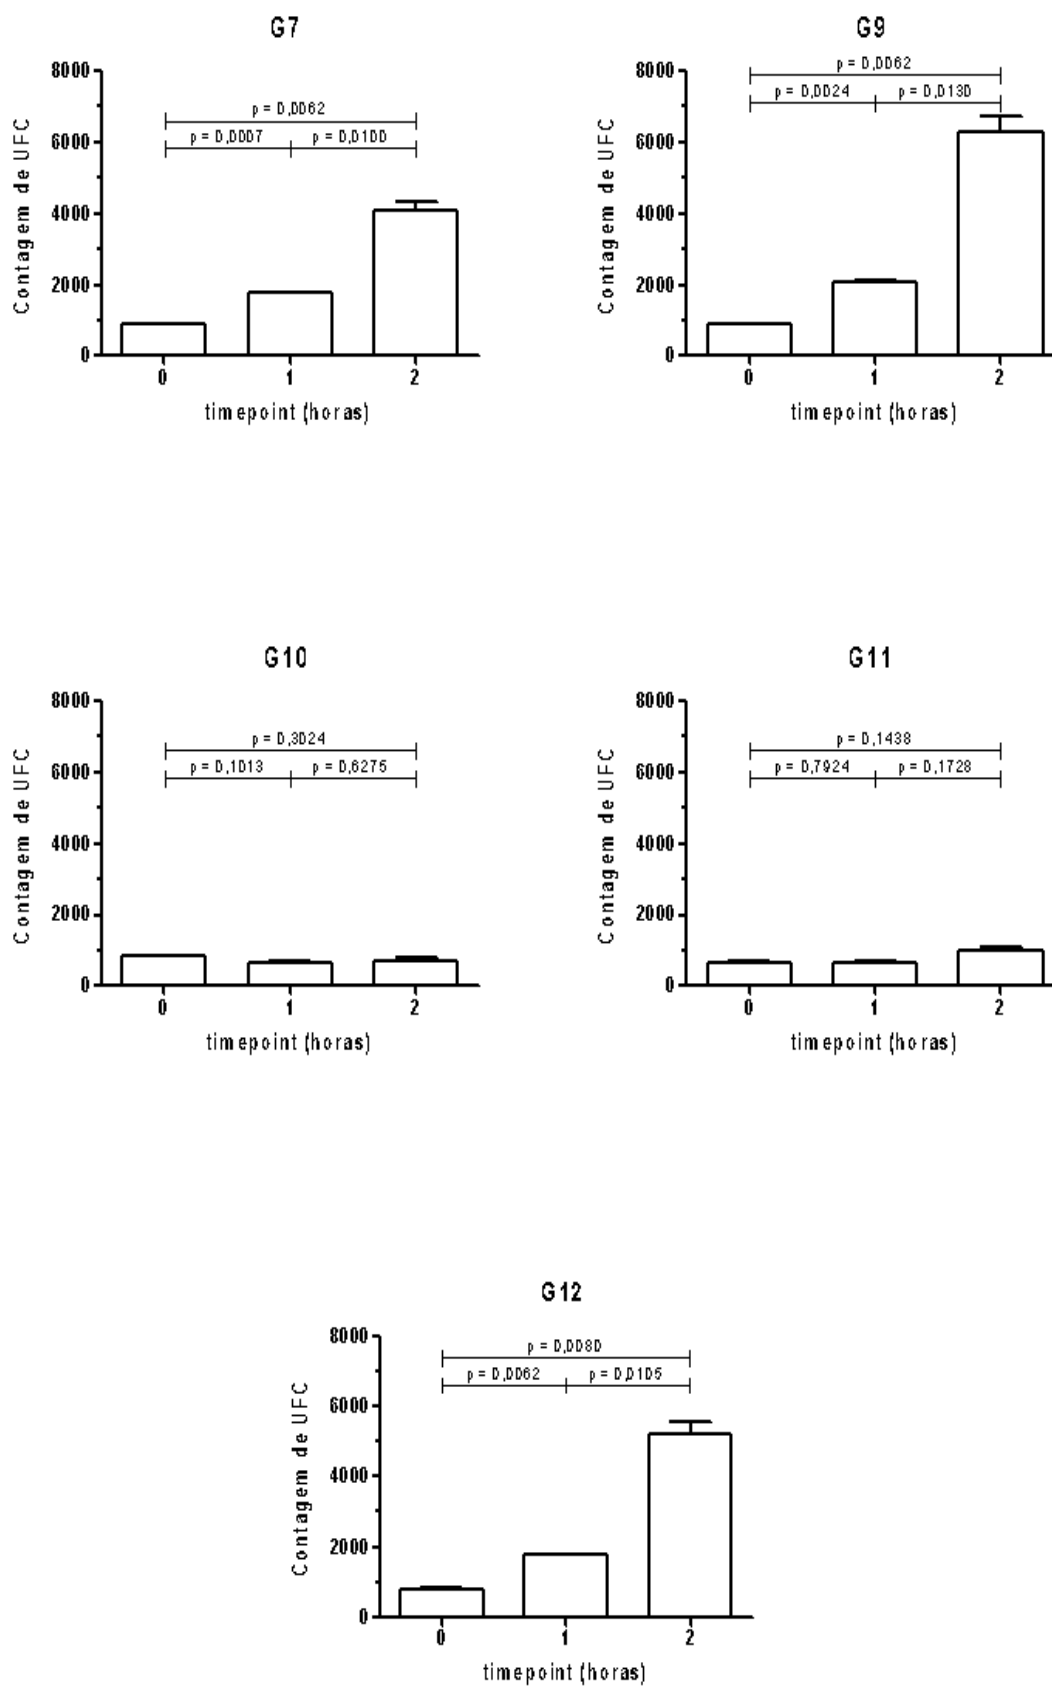 G7
8000
6000
4000
2000
0
Contagem de UFC
p = 0,0062
p = 0,0007
p = 0,0100
0 1 2
timepoint (horas)
G9
8000
6000
4000
2000
0
Contagem de UFC
p = 0,0062
p = 0,0024
p = 0,0130
0 1 2
timepoint (horas)
G10
8000
6000
4000
2000
0
Contagem de UFC
p = 0,3024
p = 0,1013
p = 0,6275
0 1 2
timepoint (horas)
G11
8000
6000
4000
2000
0
Contagem de UFC
p = 0,1438
p = 0,7924
p = 0,1728
0 1 2
timepoint (horas)
G12
8000
6000
4000
2000
0
Contagem de UFC
p = 0,0080
p = 0,0062
p = 0,0105
0 1 2
timepoint (horas)